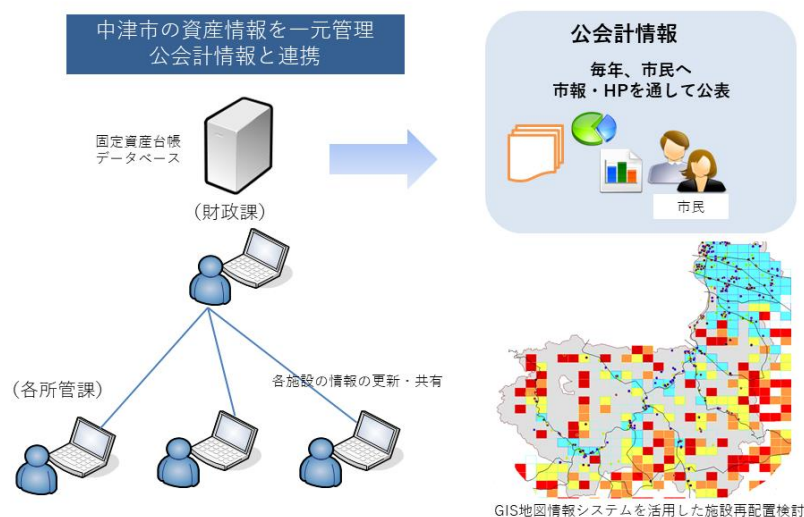 中津市の資産情報を一元管理
公会計情報と連携
固定資産台帳
データベース
（財政課）
（各所管課）
各施設の情報の更新・共有
公会計情報
毎年、市民へ
市報・HPを通して公表
市民
GIS地図情報システムを活用した施設再配置検討